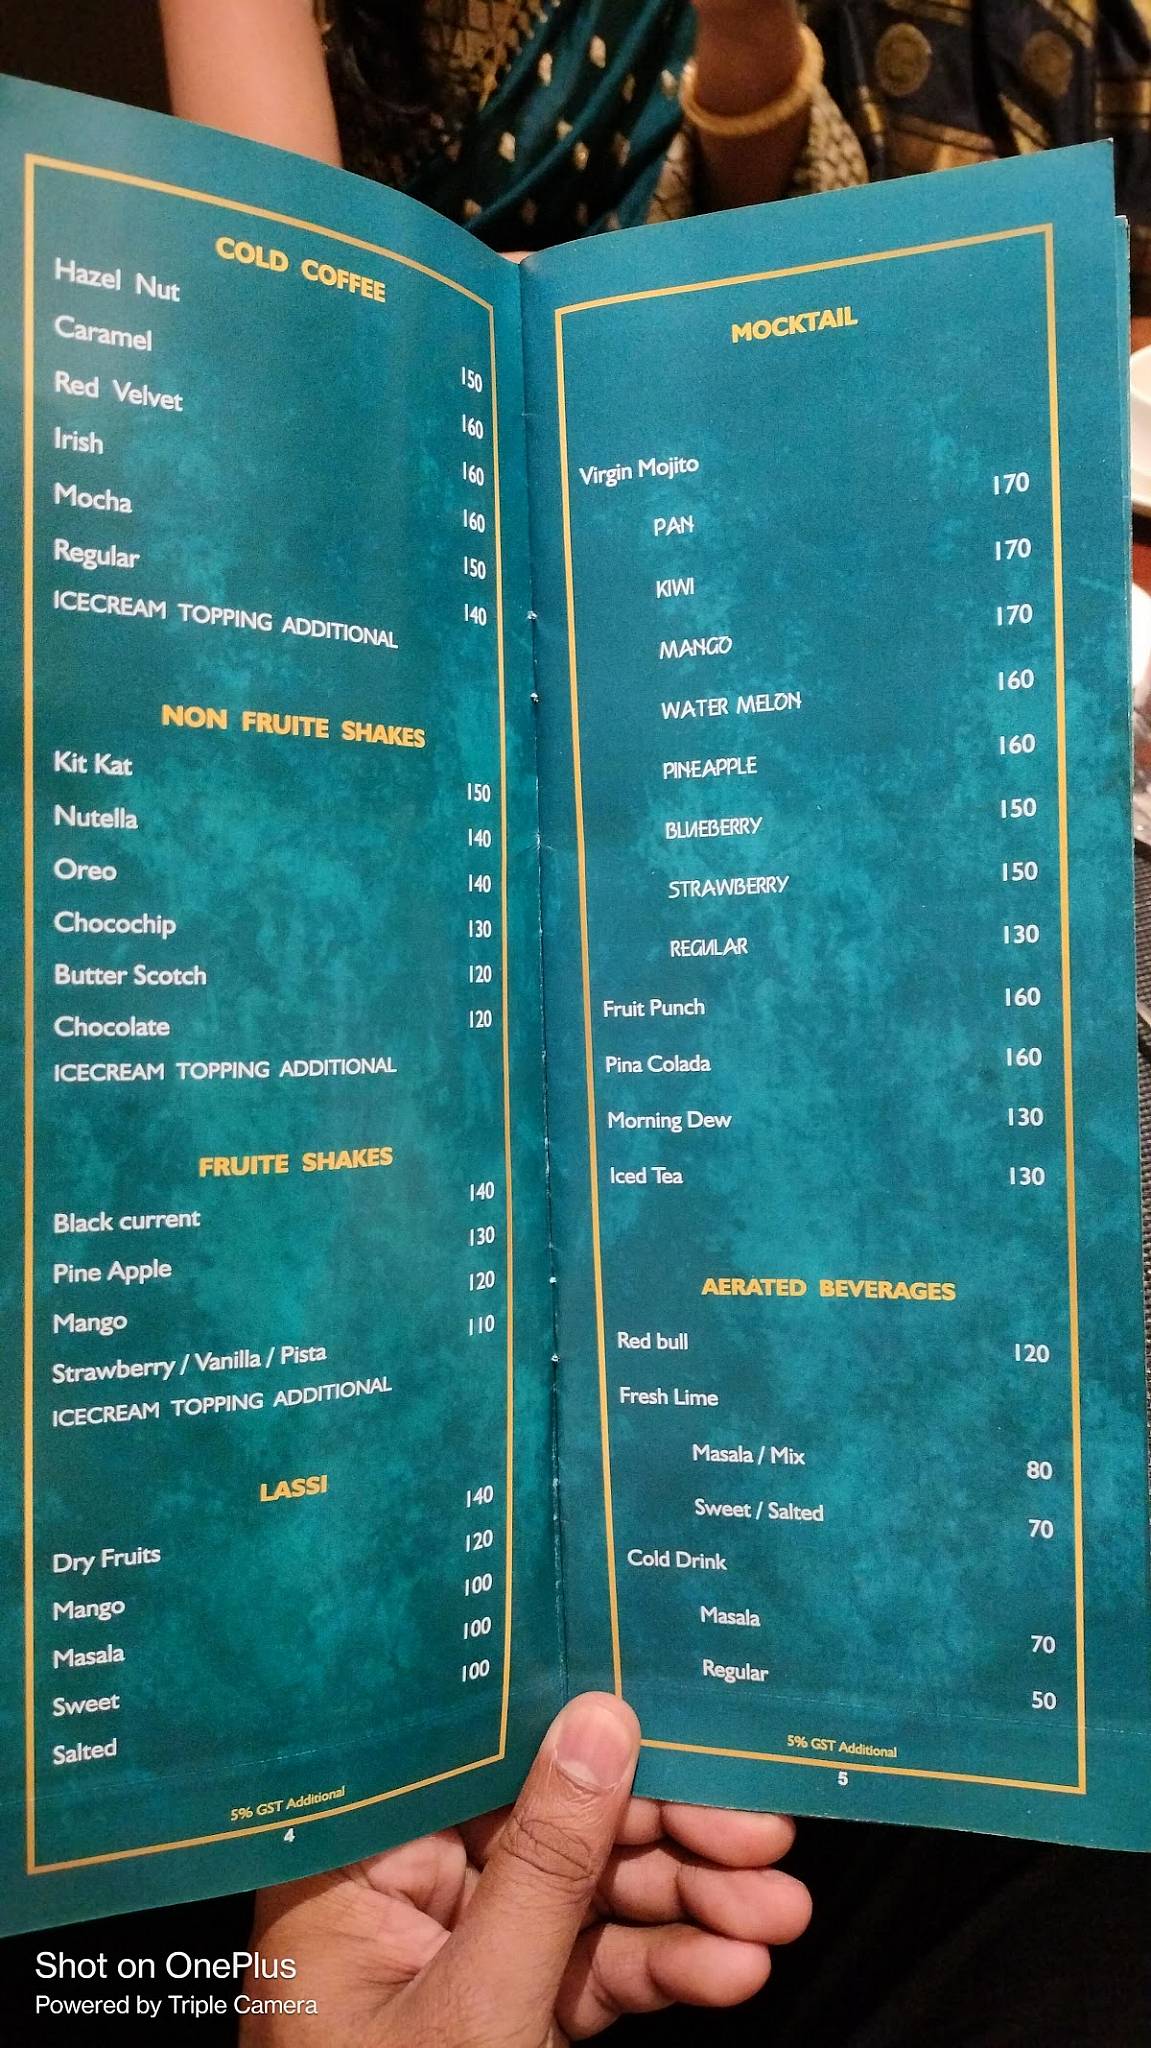 COLD COFFEE
Hazel Nut 150
Caramel 160
Red Velvet 160
Irish 160
Mocha 150
Regular 140
ICECREAM TOPPING ADDITIONAL
NON FRUITE SHAKES
Kit Kat 150
Nutella 140
Oreo 140
Chocochip 130
Butter Scotch 120
Chocolate 120
ICECREAM TOPPING ADDITIONAL
FRUITE SHAKES
Black current 140
Pine Apple 130
Mango 120
Strawberry / Vanilla / Pista 110
ICECREAM TOPPING ADDITIONAL
LASSI
Dry Fruits 140
Mango 120
Masala 100
Sweet 100
Salted 100
5% GST Additional
4
MOCKTAIL
Virgin Mojito
PAN 170
KIWI 170
MANGO 170
WATER MELON 160
PINEAPPLE 160
BLUEBERRY 150
STRAWBERRY 150
REGULAR 130
Fruit Punch 160
Pina Colada 160
Morning Dew 130
Iced Tea 130
AERATED BEVERAGES
Red bull 120
Fresh Lime
Masala / Mix 80
Sweet / Salted 70
Cold Drink
Masala 70
Regular 50
5% GST Additional
5
Shot on OnePlus
Powered by Triple Camera